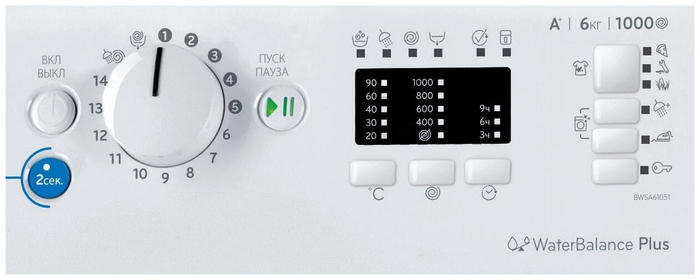 A+ | 6КГ | 1000
ВКЛ
ВЫКЛ
2сек.
1
2
3
4
5
6
7
8
9
10
11
12
13
14
ПУСК
ПАУЗА
90 1000
60 800
40 600 9ч
30 400 6ч
20 3ч
°C
BWSA61051
WaterBalance Plus